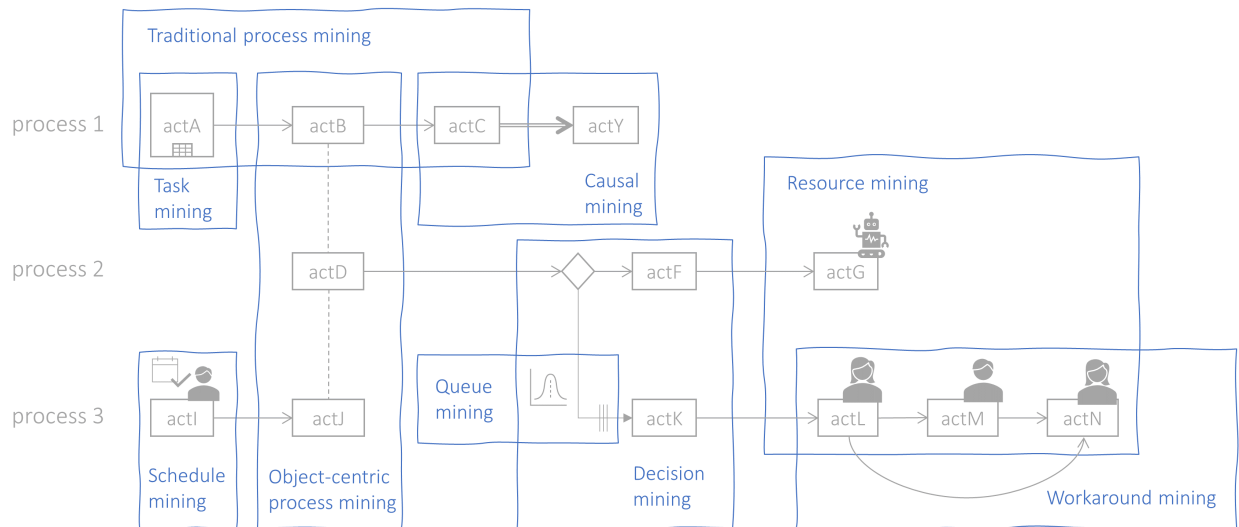 Traditional process mining
process 1
actA
actB
actC
actY
Task
mining
Causal
mining
Resource mining
process 2
actD
actF
actG
Queue
mining
process 3
actI
actJ
actK
actL
actM
actN
Schedule
mining
Object-centric
process mining
Decision
mining
Workaround mining